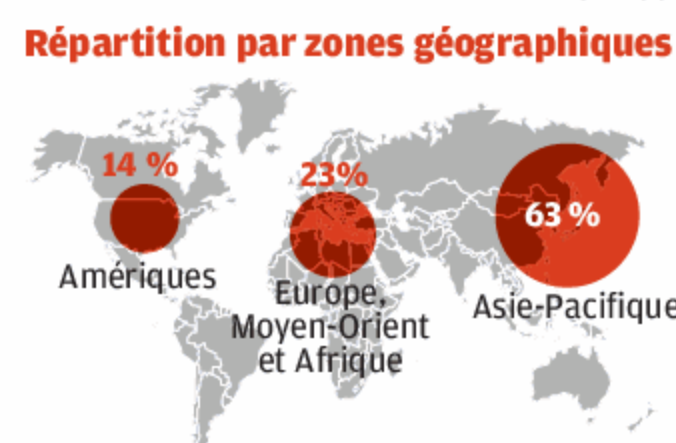 Répartition par zones géographiques
14 %
Amériques
23%
Europe,
Moyen-Orient
et Afrique
63 %
Asie-Pacifique